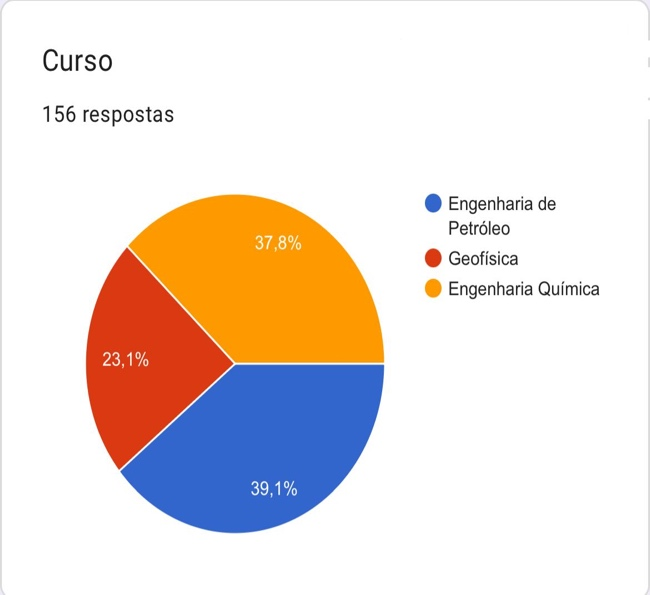 Curso
156 respostas
37,8%
23,1%
39,1%
Engenharia de
Petróleo
Geofísica
Engenharia Química